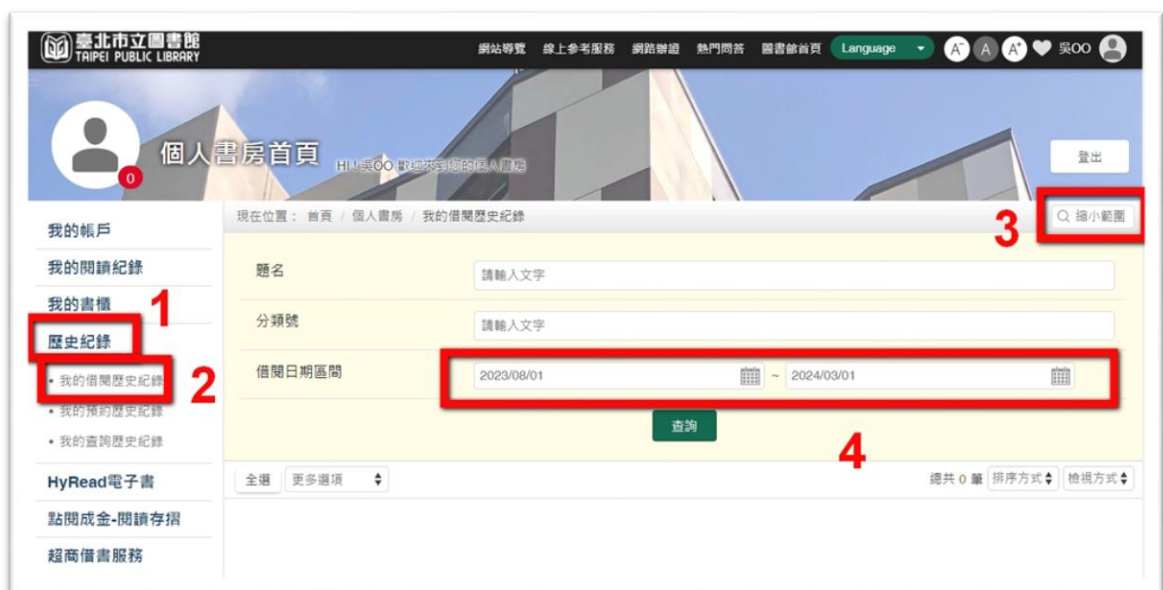 臺北市立圖書館
TAIPEI PUBLIC LIBRARY
網站導覽 線上參考服務 網路辦證 熱門問答 圖書館首頁 Language A- A A+ 吳OO
個人書房首頁 HI！吳OO 歡迎來到您的個人書房
0
登出
現在位置： 首頁 / 個人書房 / 我的借閱歷史紀錄
3
縮小範圍
我的帳戶
我的閱讀紀錄
我的書櫃
1
歷史紀錄
• 我的借閱歷史紀錄
2
• 我的預約歷史紀錄
• 我的查詢歷史紀錄
HyRead電子書
點閱成金-閱讀存摺
超商借書服務
題名 請輸入文字
分類號 請輸入文字
借閱日期區間 2023/08/01 ~ 2024/03/01
查詢
4
全選 更多選項 總共 0 筆 排序方式 檢視方式